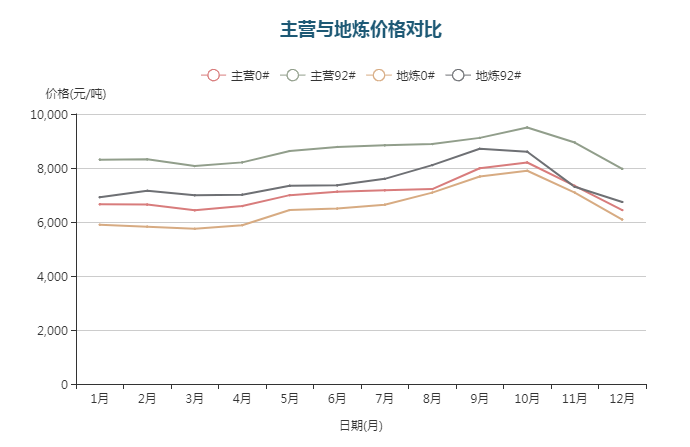 主营与地炼价格对比
主营0# 主营92# 地炼0# 地炼92#
价格(元/吨)
10,000
8,000
6,000
4,000
2,000
0
1月 2月 3月 4月 5月 6月 7月 8月 9月 10月 11月 12月
日期(月)